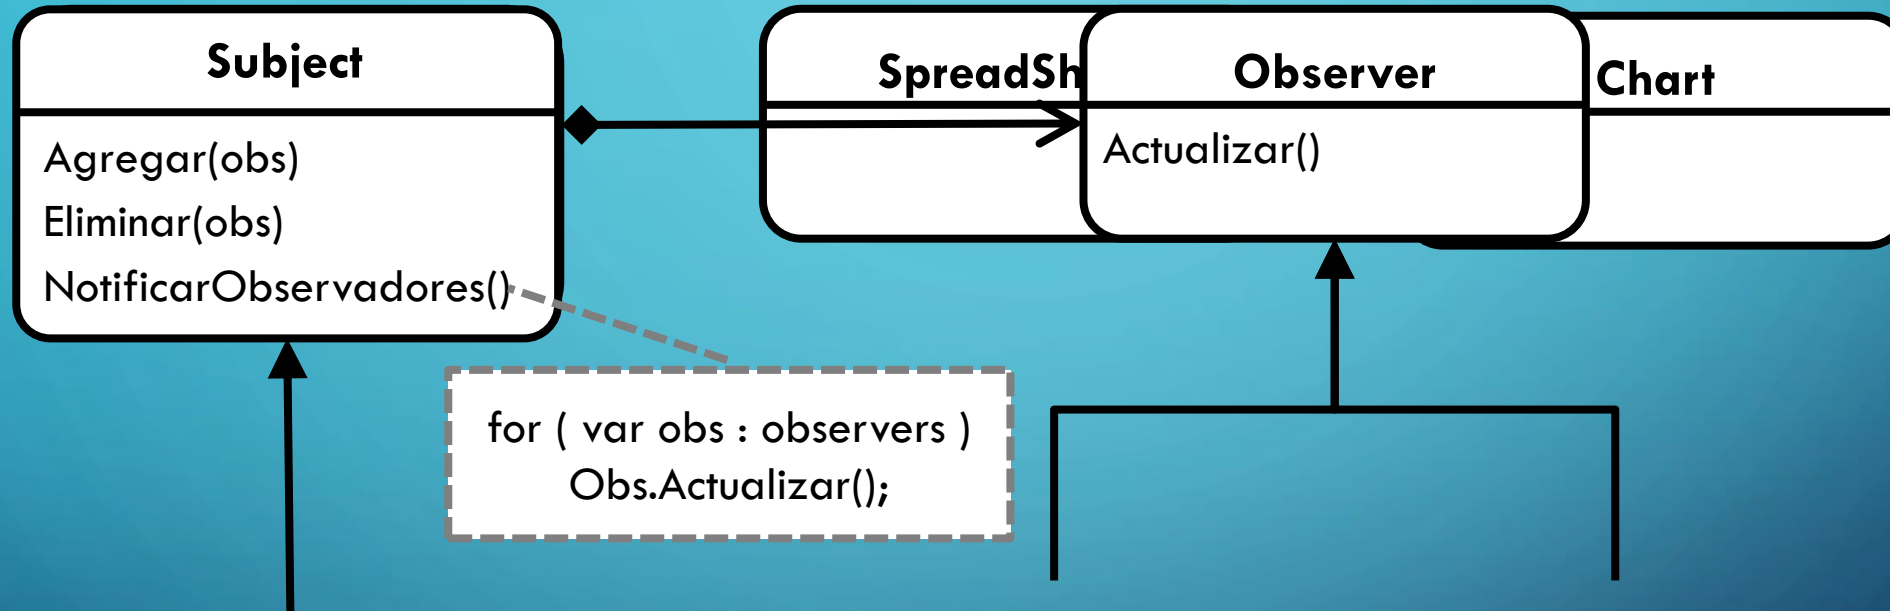 Subject
Agregar(obs)
Eliminar(obs)
NotificarObservadores()
for ( var obs : observers )
Obs.Actualizar();
SpreadSh
Observer
Actualizar()
Chart